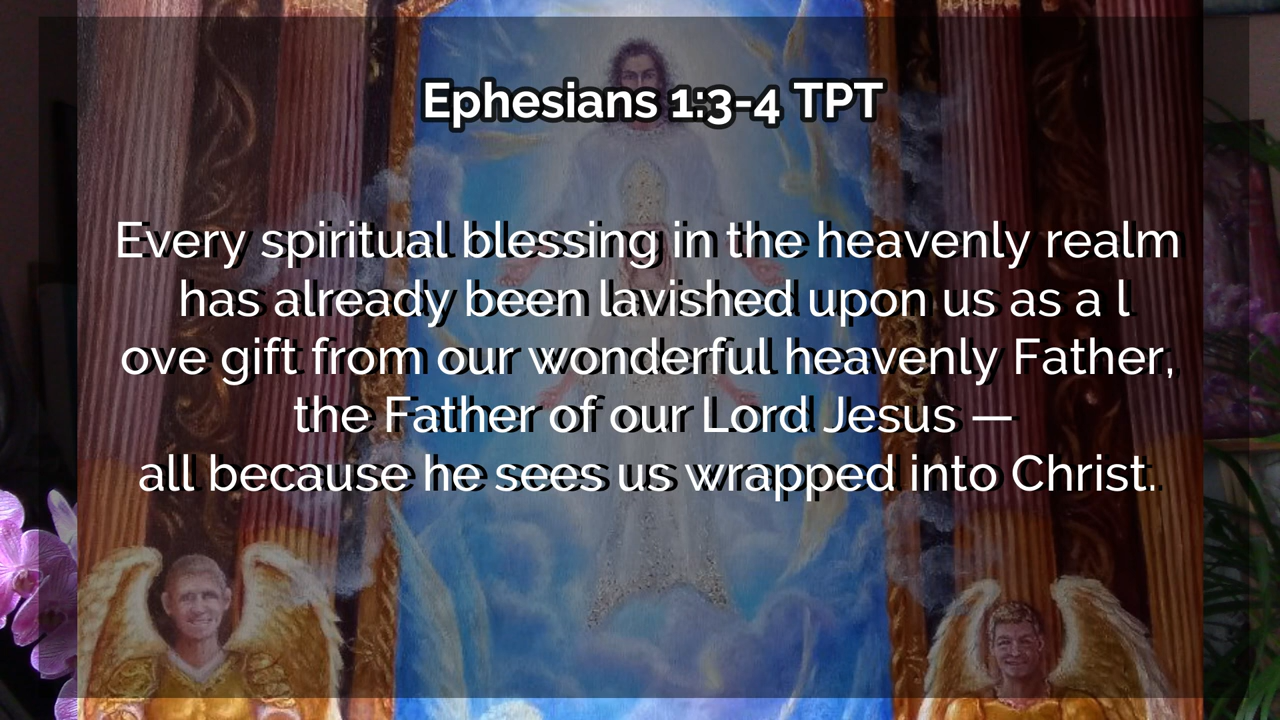 Ephesians 1:3-4 TPT
Every spiritual blessing in the heavenly realm
has already been lavished upon us as a l
ove gift from our wonderful heavenly Father,
the Father of our Lord Jesus —
all because he sees us wrapped into Christ.